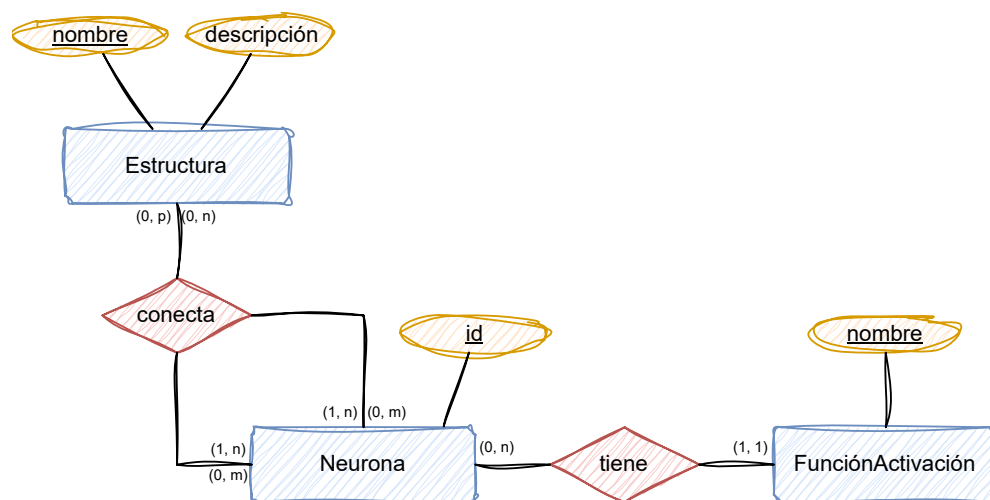 nombre
descripción
Estructura
(0, p)
(0, n)
conecta
id
nombre
(1, n)
(0, m)
(1, n)
(0, m)
Neurona
(0, n)
tiene
(1, 1)
FunciónActivación